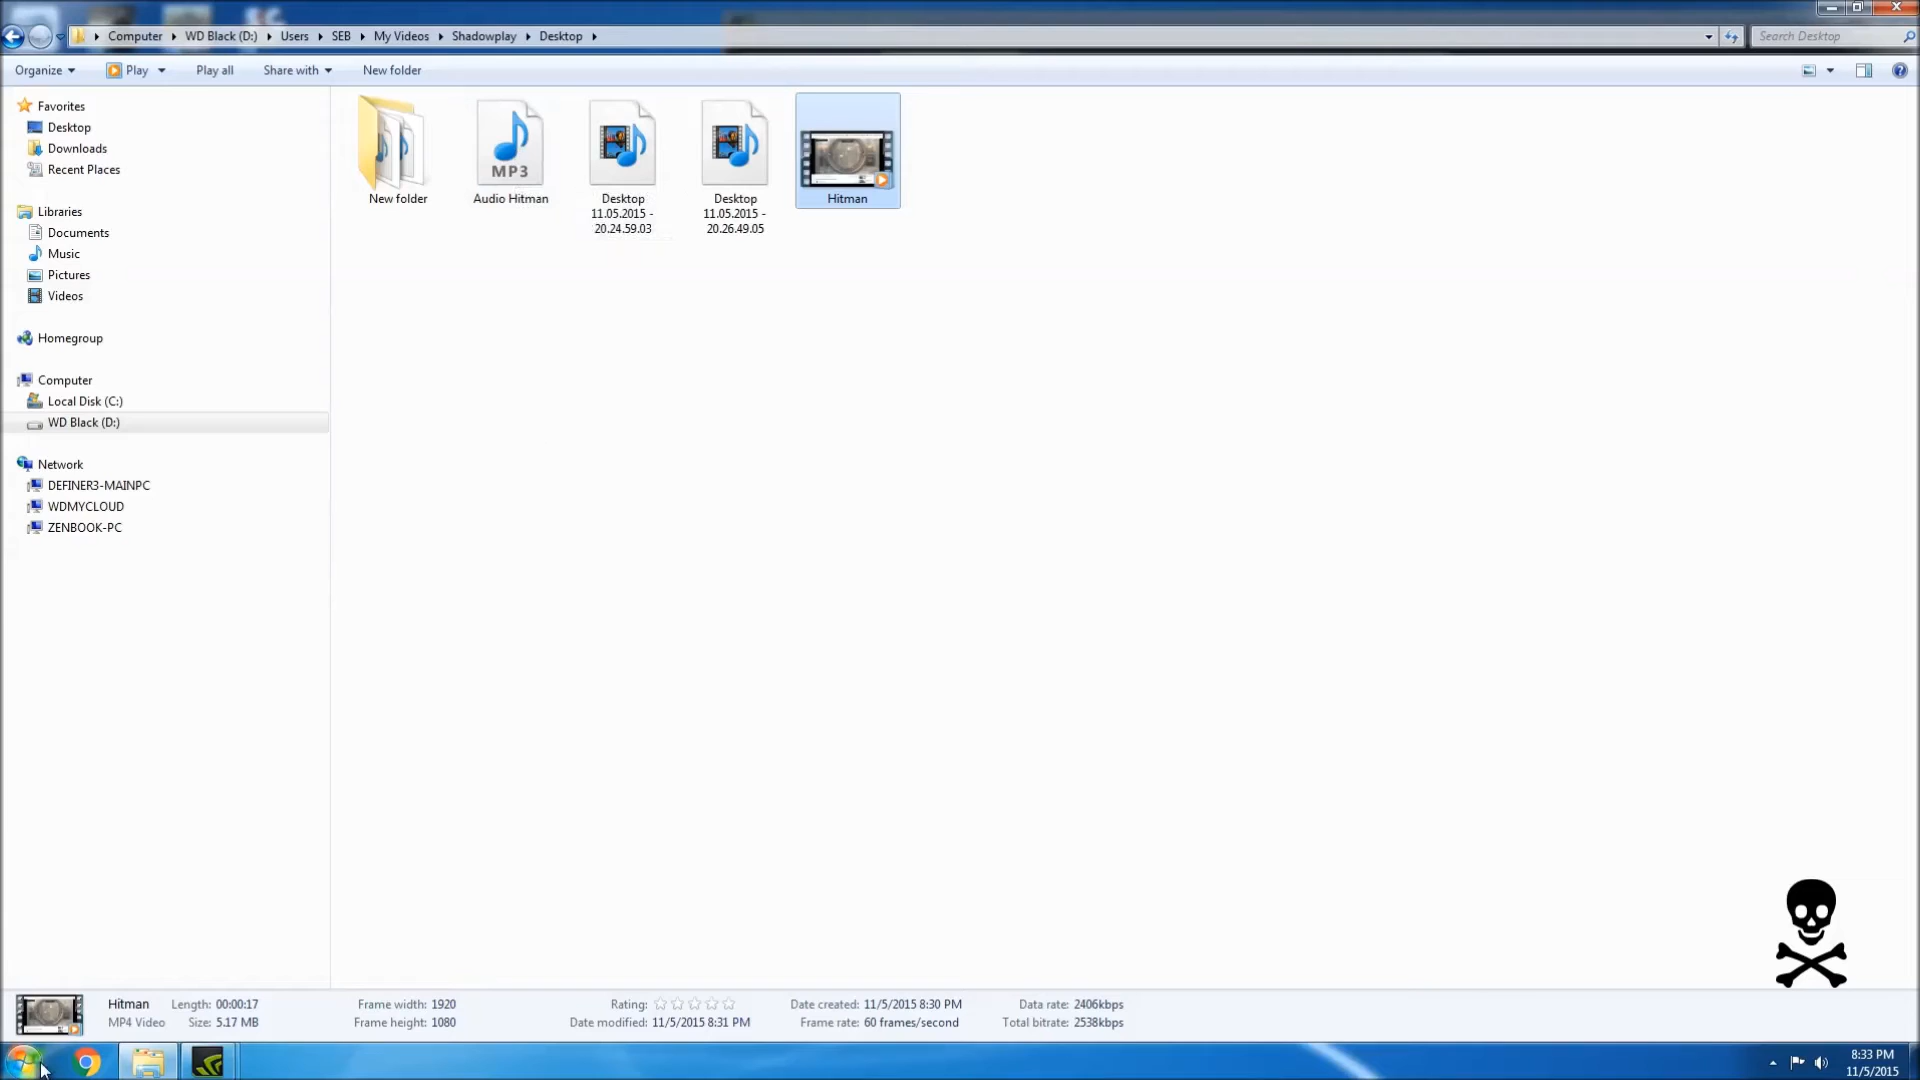 Computer
WD Black (D:)
Users
SEB
My Videos
Shadowplay
Desktop
Search Desktop
Organize
Play
Play all
Share with
New folder
Favorites
Desktop
Downloads
Recent Places
Libraries
Documents
Music
Pictures
Videos
Homegroup
Computer
Local Disk (C:)
WD Black (D:)
Network
DEFINER3-MAINPC
WDMYCLOUD
ZENBOOK-PC
New folder
MP3
Audio Hitman
Desktop
11.05.2015 -
20.24.59.03
Desktop
11.05.2015 -
20.26.49.05
Hitman
Hitman
MP4 Video
Length: 00:00:17
Size: 5.17 MB
Frame width: 1920
Frame height: 1080
Rating:
Date modified: 11/5/2015 8:31 PM
Date created: 11/5/2015 8:30 PM
Frame rate: 60 frames/second
Data rate: 2406kbps
Total bitrate: 2538kbps
8:33 PM
11/5/2015